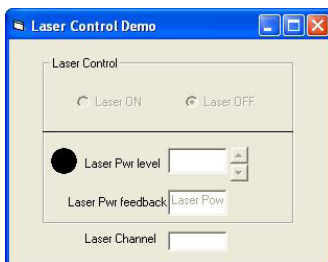 Laser Control Demo
Laser Control
Laser ON Laser OFF
Laser Pwr level
Laser Pwr feedback Laser Pow
Laser Channel